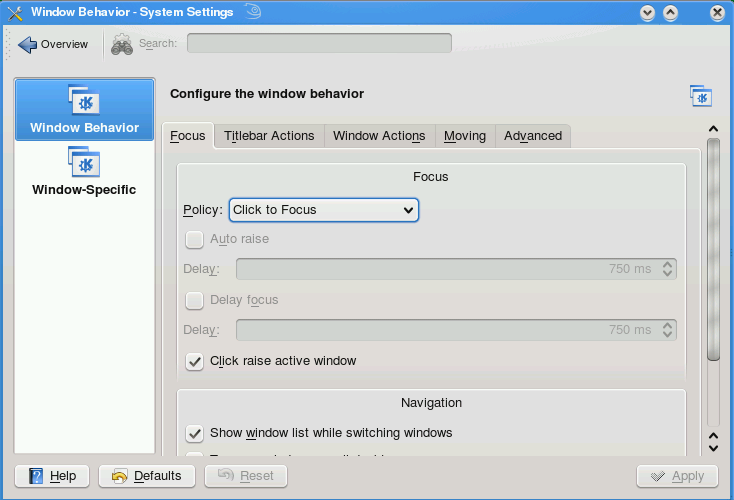 Window Behavior - System Settings
Overview
Search:
Window Behavior
Window-Specific
Configure the window behavior
Focus Titlebar Actions Window Actions Moving Advanced
Focus
Policy: Click to Focus
Auto raise
Delay: 750 ms
Delay focus
Delay: 750 ms
Click raise active window
Navigation
Show window list while switching windows
Help Defaults Reset Apply